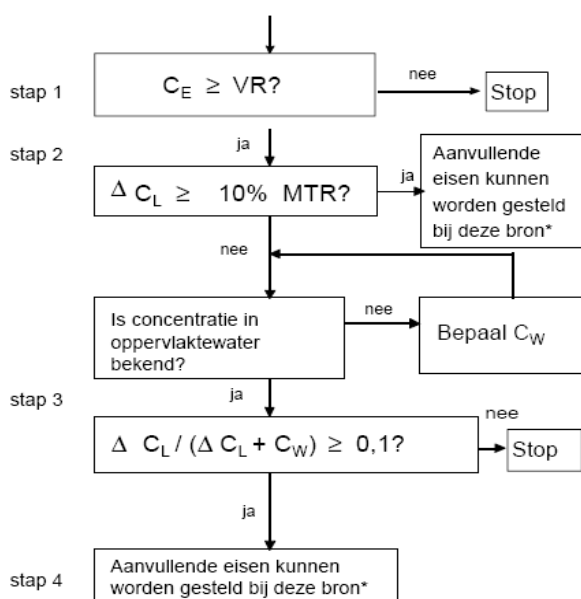 stap 1
C_E ≥ VR?
nee
Stop
ja
stap 2
Δ C_L ≥ 10% MTR?
ja
Aanvullende
eisen kunnen
worden gesteld
bij deze bron*
nee
Is concentratie in
oppervlaktewater
bekend?
nee
Bepaal C_W
ja
stap 3
Δ C_L / (Δ C_L + C_W) ≥ 0,1?
nee
Stop
ja
stap 4
Aanvullende eisen kunnen
worden gesteld bij deze bron*